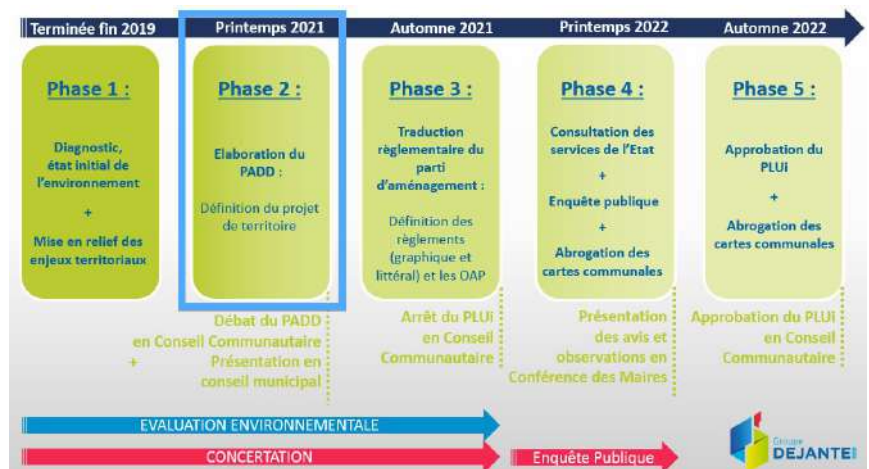 Terminée fin 2019
Printemps 2021
Automne 2021
Printemps 2022
Automne 2022
Phase 1 :
Diagnostic,
état initial de
l'environnement
+
Mise en relief des
enjeux territoriaux
Phase 2 :
Elaboration du
PADD :
Définition du projet
de territoire
Phase 3 :
Traduction
règlementaire du
parti
d'aménagement :
Définition des
règlements
(graphique et
littéral) et les OAP
Phase 4 :
Consultation des
services de l'Etat
+
Enquête publique
+
Abrogation des
cartes communales
Phase 5 :
Approbation du
PLUi
+
Abrogation des
cartes communales
Débat du PADD
en Conseil Communautaire
+ Présentation en
conseil municipal
Arrêt du PLUi
en Conseil
Communautaire
Présentation
des avis et
observations en
Conférence des Maires
Approbation du PLUi
en Conseil
Communautaire
EVALUATION ENVIRONNEMENTALE
CONCERTATION
Enquête Publique
Groupe
DEJANTE